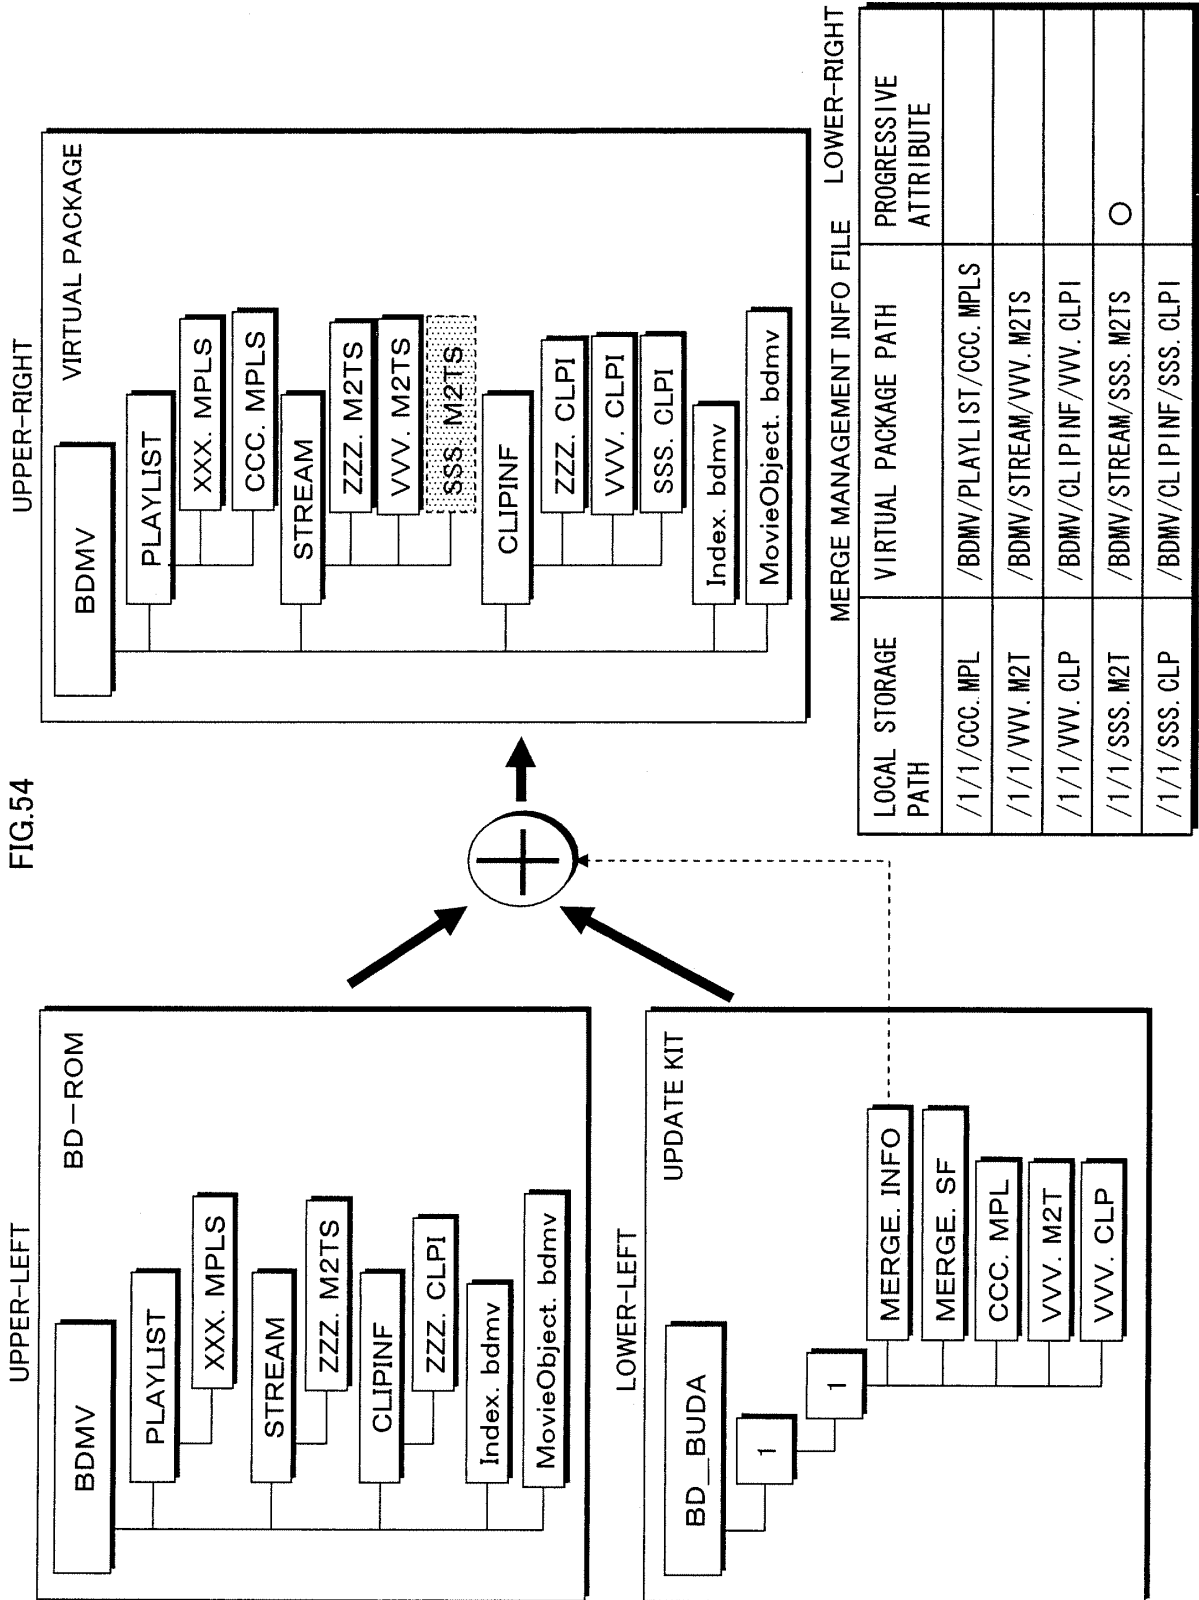 FIG.54
UPPER-LEFT
BD-ROM
BDMV
PLAYLIST
XXX. MPLS
STREAM
ZZZ. M2TS
CLIPINF
ZZZ. CLPI
Index. bdmv
MovieObject. bdmv
LOWER-LEFT
UPDATE KIT
BD__BUDA
1
1
MERGE. INFO
MERGE. SF
CCC. MPL
VVV. M2T
VVV. CLP
UPPER-RIGHT
VIRTUAL PACKAGE
BDMV
PLAYLIST
XXX. MPLS
CCC. MPLS
STREAM
ZZZ. M2TS
VVV. M2TS
SSS. M2TS
CLIPINF
ZZZ. CLPI
VVV. CLPI
SSS. CLPI
Index. bdmv
MovieObject. bdmv
MERGE MANAGEMENT INFO FILE LOWER-RIGHT
LOCAL STORAGE
PATH
VIRTUAL PACKAGE PATH
PROGRESSIVE
ATTRIBUTE
/1/1/CCC.MPL /BDMV/PLAYLIST/CCC.MPLS
/1/1/VVV.M2T /BDMV/STREAM/VVV.M2TS
/1/1/VVV.CLP /BDMV/CLIPINF/VVV.CLPI
/1/1/SSS.M2T /BDMV/STREAM/SSS.M2TS ○
/1/1/SSS.CLP /BDMV/CLIPINF/SSS.CLPI